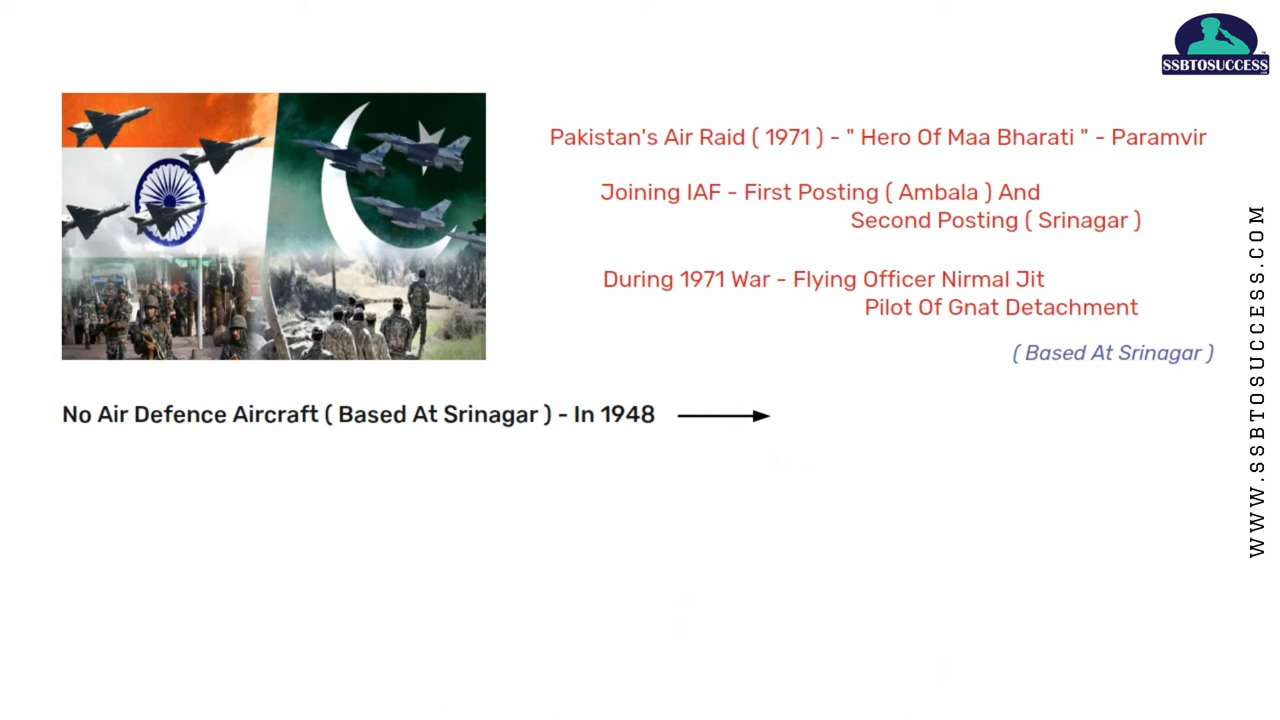 SSBTOSUCCESS
Pakistan's Air Raid ( 1971 ) - " Hero Of Maa Bharati " - Paramvir
Joining IAF - First Posting ( Ambala ) And
Second Posting ( Srinagar )
During 1971 War - Flying Officer Nirmal Jit
Pilot Of Gnat Detachment
( Based At Srinagar )
No Air Defence Aircraft ( Based At Srinagar ) - In 1948
WWW.SSBTOSUCCESS.COM